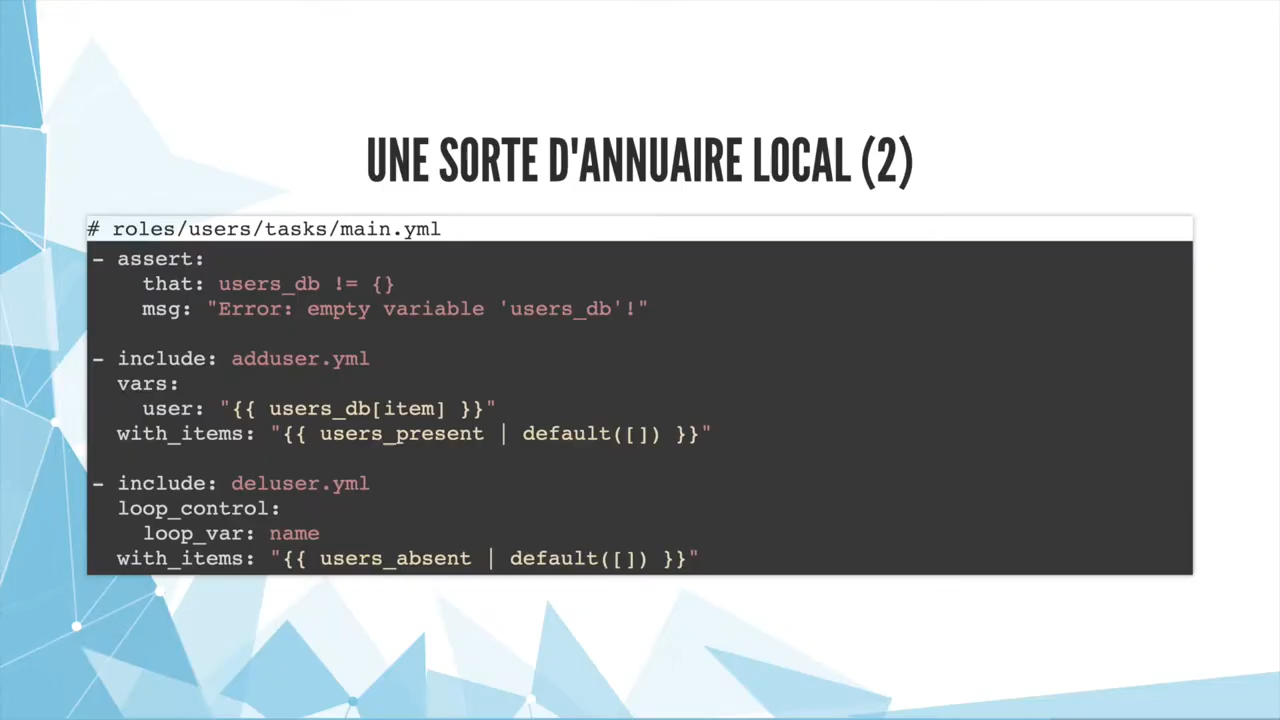 UNE SORTE D'ANNUAIRE LOCAL (2)
# roles/users/tasks/main.yml
- assert:
    that: users_db != {}
    msg: "Error: empty variable 'users_db'!"

- include: adduser.yml
  vars:
    user: "{{ users_db[item] }}"
  with_items: "{{ users_present | default([]) }}"

- include: deluser.yml
  loop_control:
    loop_var: name
  with_items: "{{ users_absent | default([]) }}"